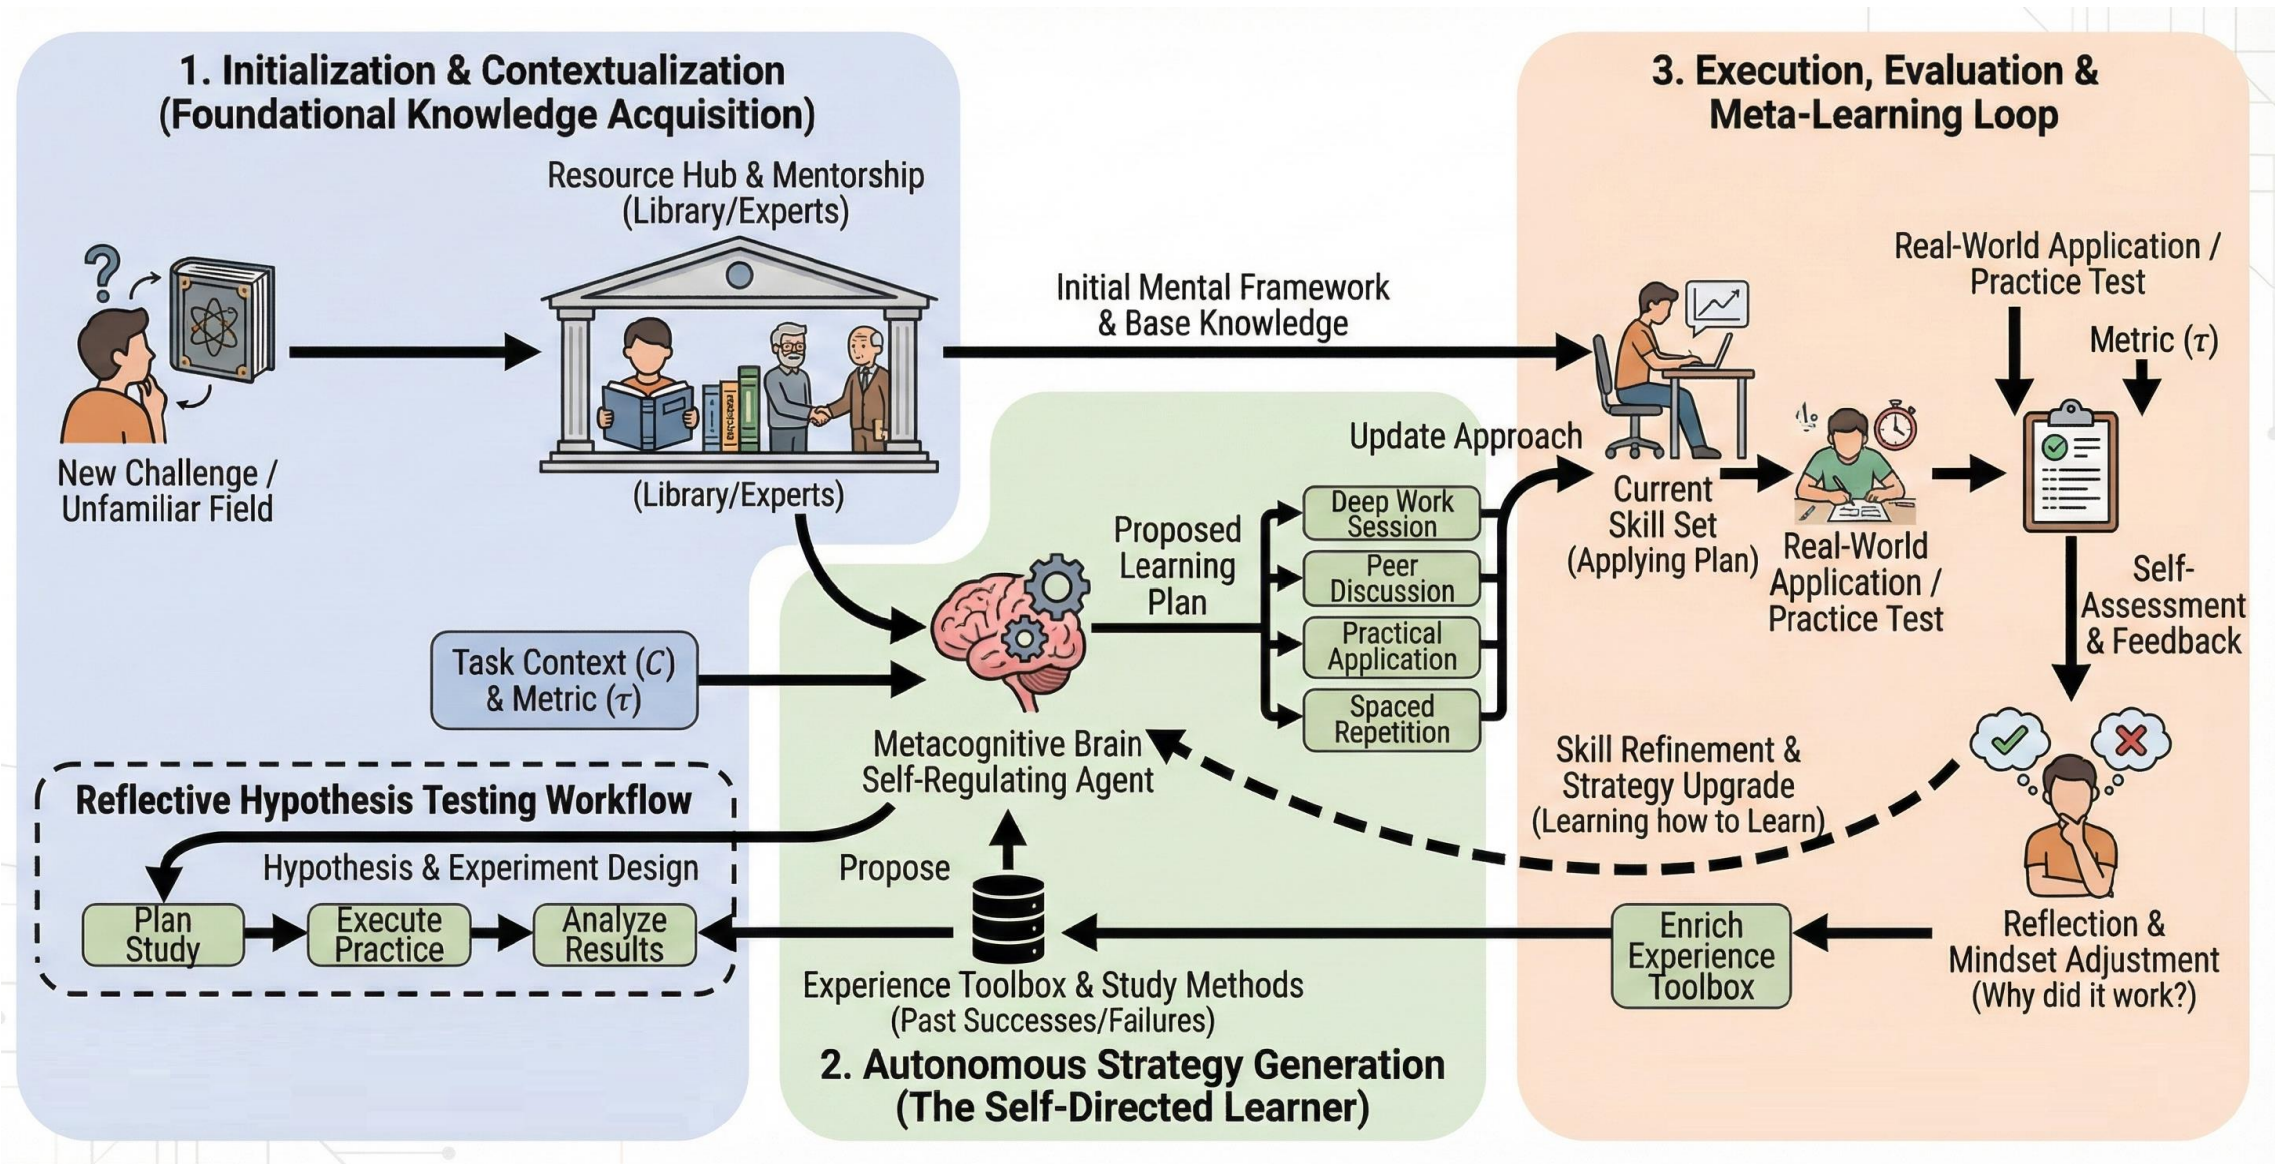 1. Initialization & Contextualization
(Foundational Knowledge Acquisition)
Resource Hub & Mentorship
(Library/Experts)
?
New Challenge /
Unfamiliar Field
(Library/Experts)
Initial Mental Framework
& Base Knowledge
Task Context (C)
& Metric (τ)
Reflective Hypothesis Testing Workflow
Hypothesis & Experiment Design
Plan
Study
Execute
Practice
Analyze
Results
Metacognitive Brain
Self-Regulating Agent
Proposed
Learning
Plan
Deep Work
Session
Peer
Discussion
Practical
Application
Spaced
Repetition
Update Approach
Propose
Experience Toolbox & Study Methods
(Past Successes/Failures)
2. Autonomous Strategy Generation
(The Self-Directed Learner)
3. Execution, Evaluation &
Meta-Learning Loop
Real-World Application /
Practice Test
Metric (τ)
Current
Skill Set
(Applying Plan)
Real-World
Application /
Practice Test
Self-
Assessment
& Feedback
Skill Refinement &
Strategy Upgrade
(Learning how to Learn)
Reflection &
Mindset Adjustment
(Why did it work?)
Enrich
Experience
Toolbox